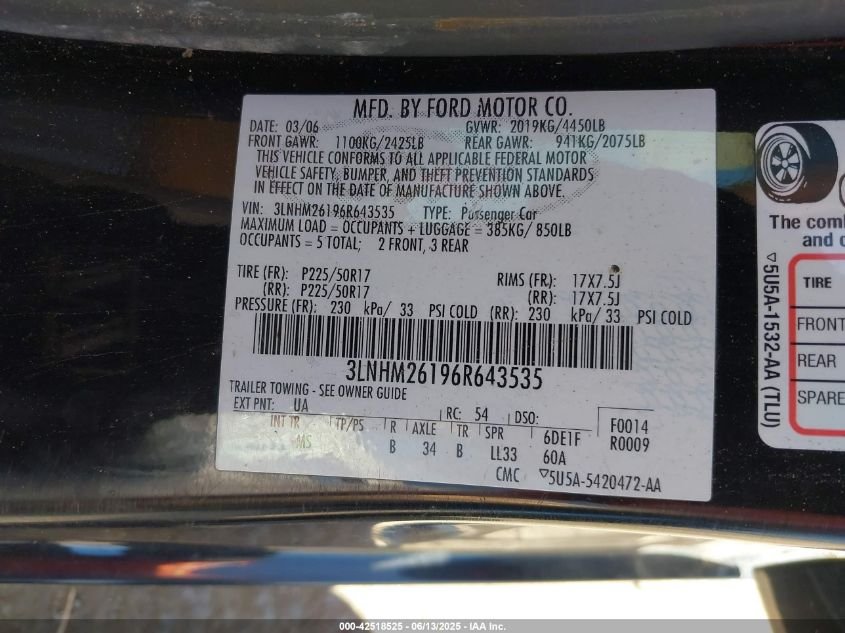 MFD. BY FORD MOTOR CO.
DATE: 03/06 GVWR: 2019KG/4450LB
FRONT GAWR: 1100KG/2425LB REAR GAWR: 941KG/2075LB
THIS VEHICLE CONFORMS TO ALL APPLICABLE FEDERAL MOTOR
VEHICLE SAFETY, BUMPER, AND THEFT PREVENTION STANDARDS
IN EFFECT ON THE DATE OF MANUFACTURE SHOWN ABOVE.
VIN: 3LNHM26196R643535 TYPE: Passenger Car
MAXIMUM LOAD = OCCUPANTS + LUGGAGE = 385KG/ 850LB
OCCUPANTS = 5 TOTAL; 2 FRONT, 3 REAR
TIRE (FR): P225/50R17 RIMS (FR): 17X7.5J
(RR): P225/50R17 (RR): 17X7.5J
PRESSURE (FR): 230 kPa/ 33 PSI COLD (RR): 230 kPa/ 33 PSI COLD
3LNHM26196R643535
TRAILER TOWING - SEE OWNER GUIDE
EXT PNT: UA RC: 54 DSO: F0014
INT TR TP/PS R AXLE TR SPR 6DE1F R0009
MS B 34 B LL33 60A
CMC ▽5U5A-5420472-AA
The comb
and c
TIRE
FRONT
REAR
SPARE
▽5U5A-1532-AA (TLU)
000-42518525 - 06/13/2025 - IAA Inc.